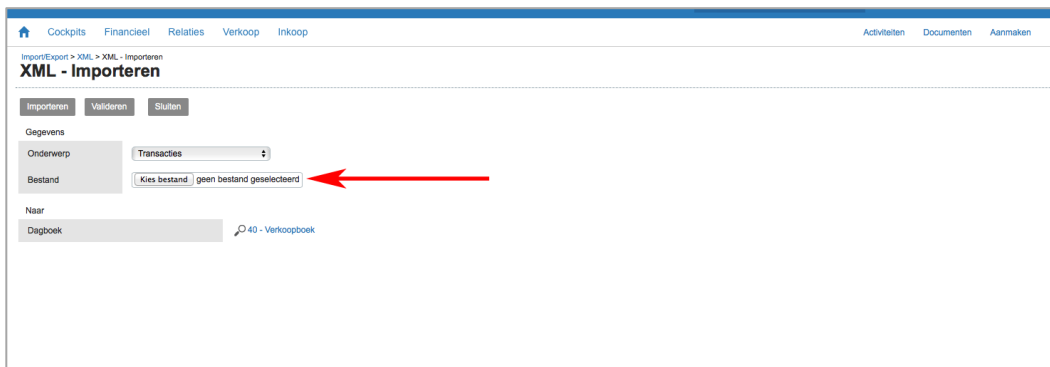 Cockpits Financieel Relaties Verkoop Inkoop Activiteiten Documenten Aanmaken
Import/Export > XML > XML - Importeren
XML - Importeren
Importeren Valideren Sluiten
Gegevens
Onderwerp Transacties
Bestand Kies bestand geen bestand geselecteerd
Naar
Dagboek 40 - Verkoopboek